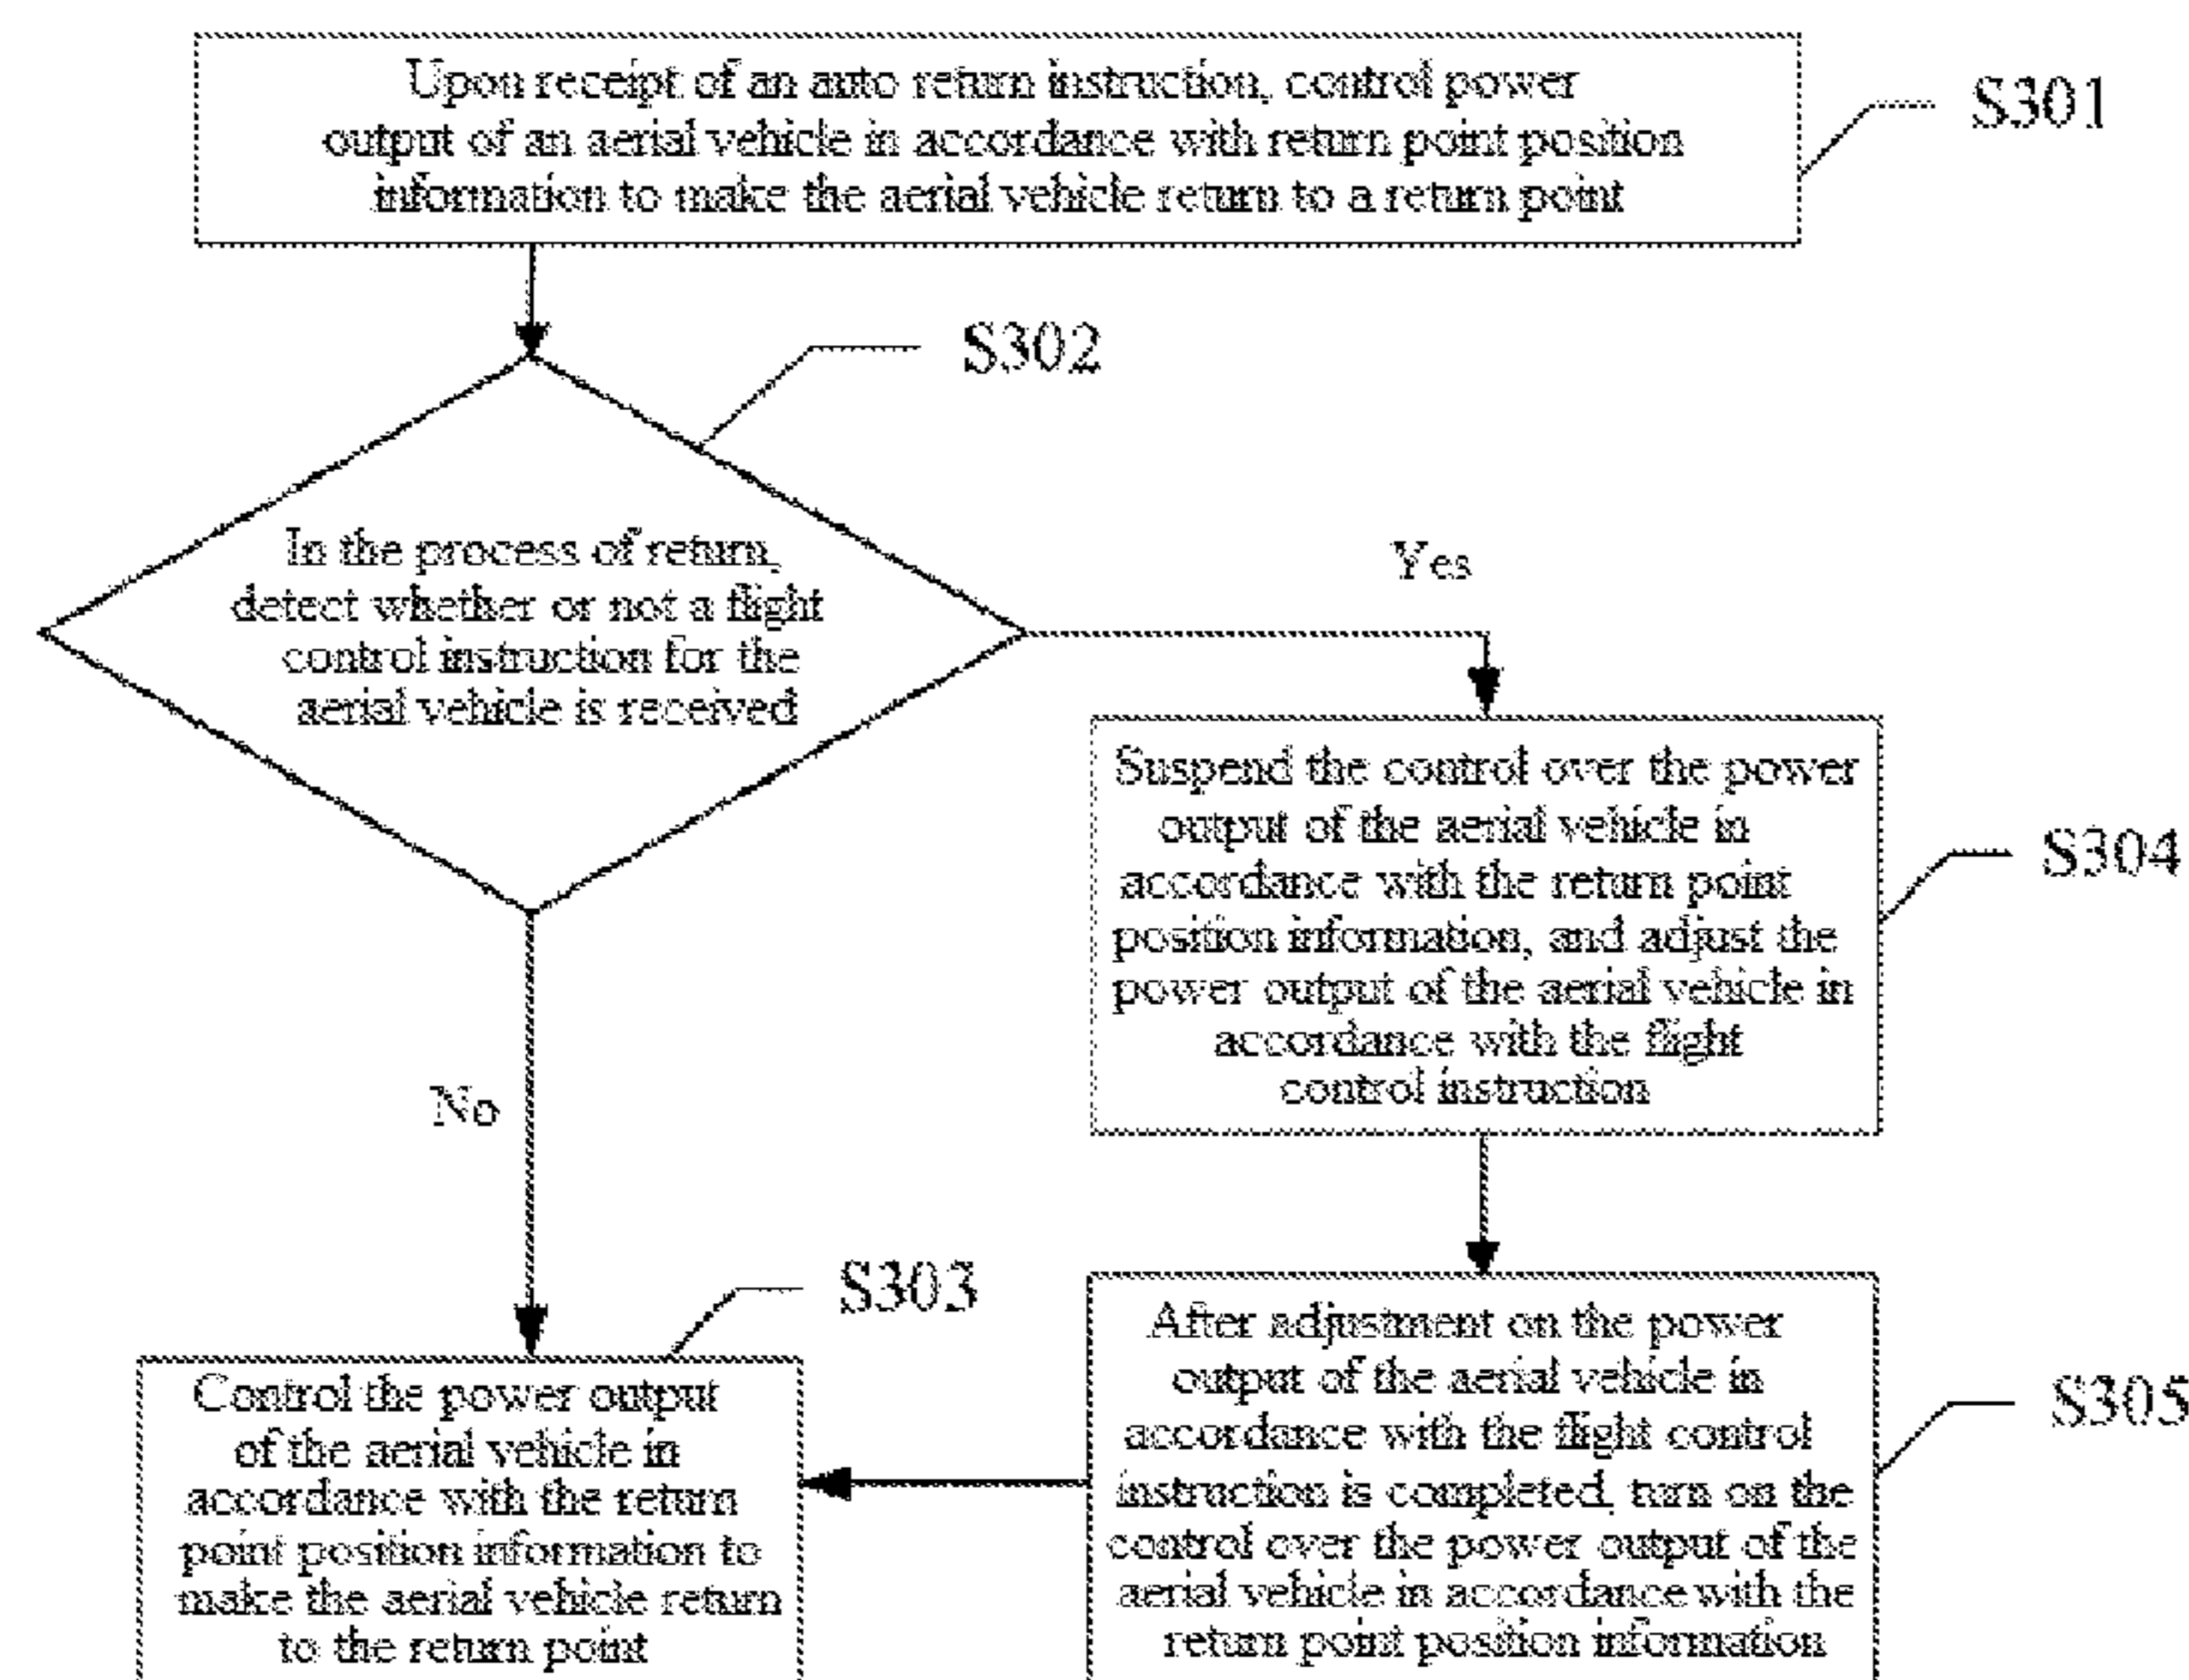 Upon receipt of an auto return instruction, control power
output of an aerial vehicle in accordance with return point position
information to make the aerial vehicle return to a return point
S301
S302
In the process of return,
detect whether or not a flight
control instruction for the
aerial vehicle is received
Yes
Suspend the control over the power
output of the aerial vehicle in
accordance with the return point
position information, and adjust the
power output of the aerial vehicle in
accordance with the flight
control instruction
S304
No
S303
Control the power output
of the aerial vehicle in
accordance with the return
point position information to
make the aerial vehicle return
to the return point
After adjustment on the power
output of the aerial vehicle in
accordance with the flight control
instruction is completed, turn on the
control over the power output of the
aerial vehicle in accordance with the
return point position information
S305